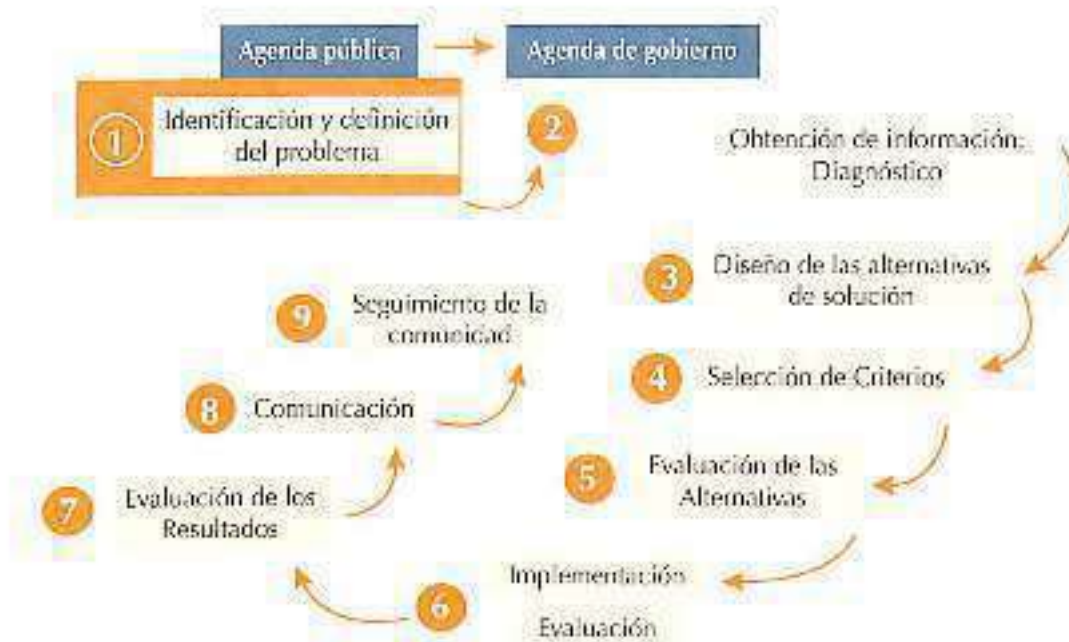 Agenda pública
Agenda de gobierno
1
Identificación y definición
del problema
2
Obtención de información:
Diagnóstico
3
Diseño de las alternativas
de solución
4
Selección de Criterios
5
Evaluación de las
Alternativas
6
Implementación
Evaluación
7
Evaluación de los
Resultados
8
Comunicación
9
Seguimiento de la
comunidad